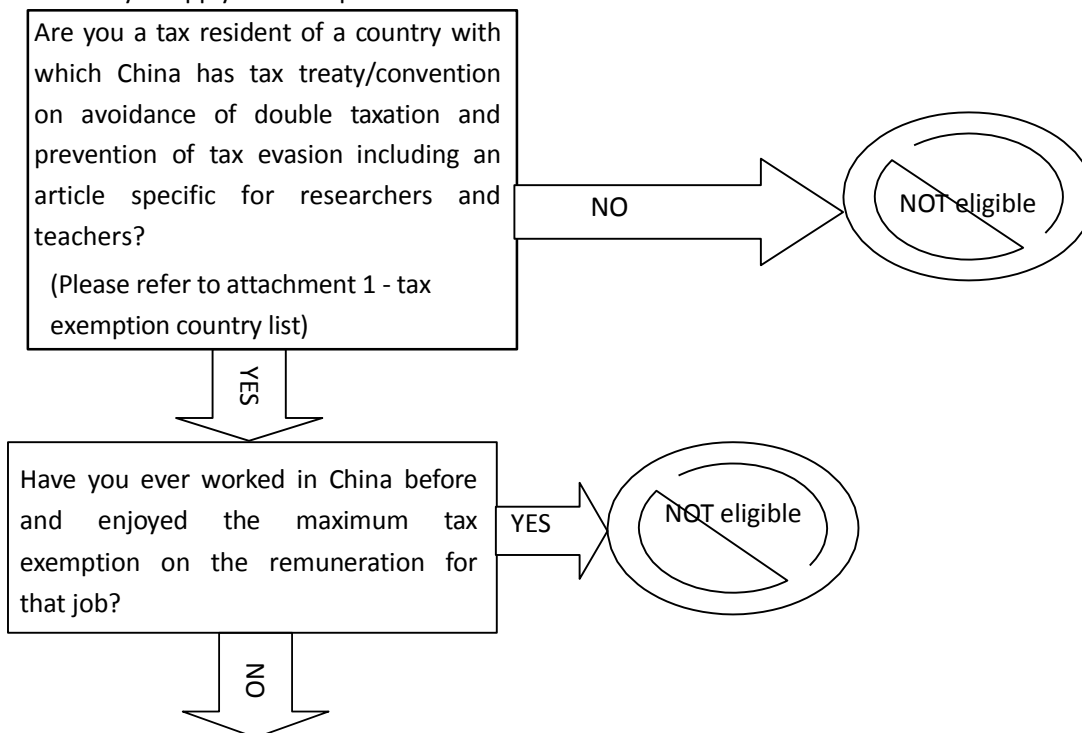 Are you a tax resident of a country with
which China has tax treaty/convention
on avoidance of double taxation and
prevention of tax evasion including an
article specific for researchers and
teachers?
(Please refer to attachment 1 - tax
exemption country list)
NO
NOT eligible
YES
Have you ever worked in China before
and enjoyed the maximum tax
exemption on the remuneration for
that job?
YES
NOT eligible
NO